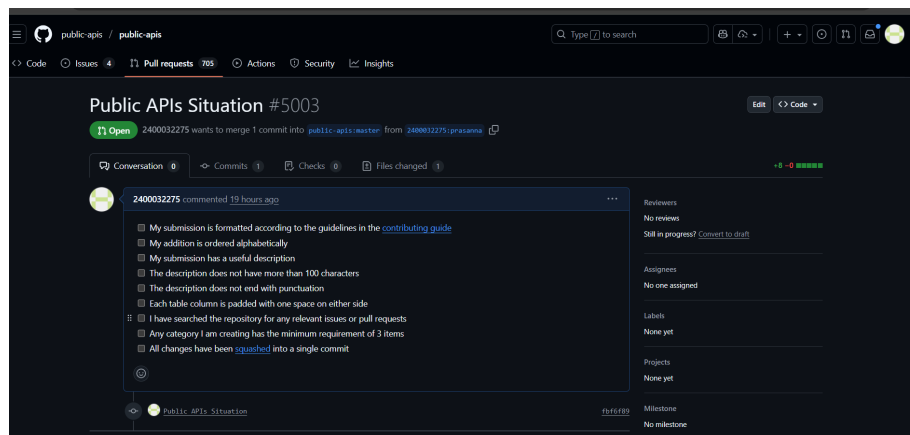 public-apis / public-apis
Type / to search
Code Issues 4 Pull requests 705 Actions Security Insights
Public APIs Situation #5003
Edit Code
Open 2400032275 wants to merge 1 commit into public-apis:master from 2400032275:prasanna
Conversation 0 Commits 1 Checks 0 Files changed 1 +8 −0
2400032275 commented 19 hours ago
My submission is formatted according to the guidelines in the contributing guide
My addition is ordered alphabetically
My submission has a useful description
The description does not have more than 100 characters
The description does not end with punctuation
Each table column is padded with one space on either side
I have searched the repository for any relevant issues or pull requests
Any category I am creating has the minimum requirement of 3 items
All changes have been squashed into a single commit
Public APIs Situation fbf6f89
Reviewers
No reviews
Still in progress? Convert to draft
Assignees
No one assigned
Labels
None yet
Projects
None yet
Milestone
No milestone